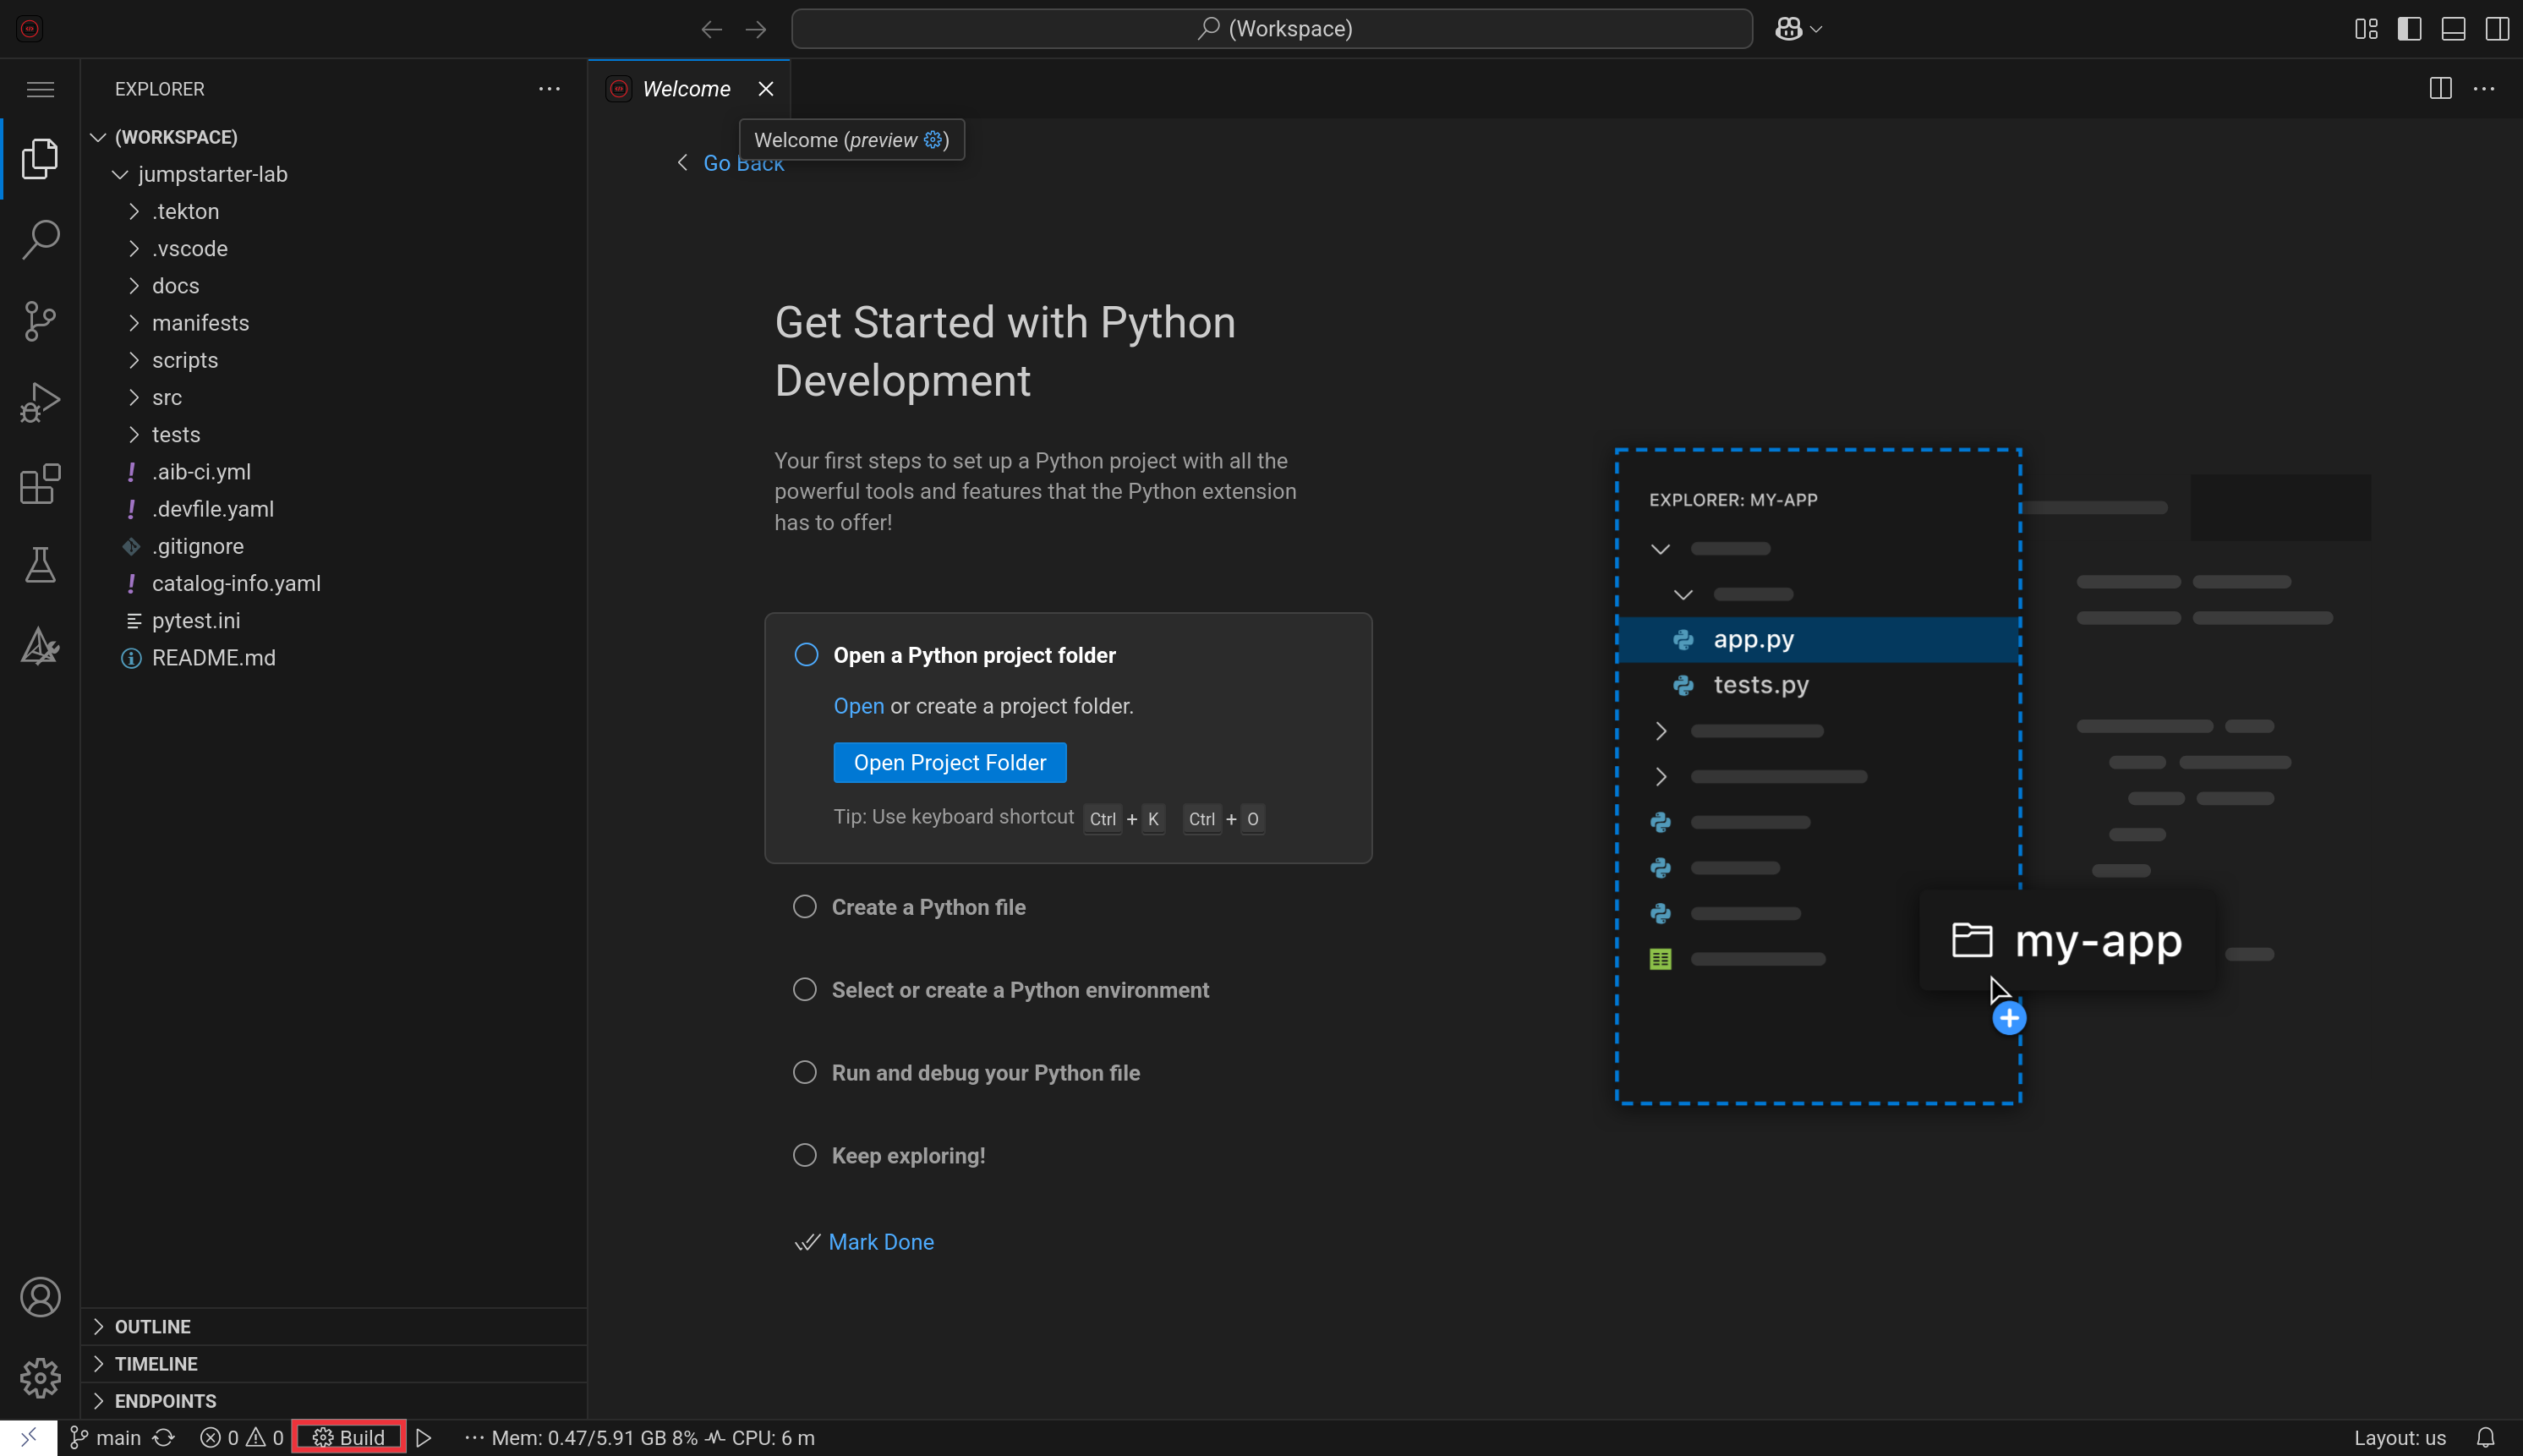 (Workspace)
EXPLORER
Welcome
Welcome (preview)
Go Back
(WORKSPACE)
jumpstarter-lab
.tekton
.vscode
docs
manifests
scripts
src
tests
.aib-ci.yml
.devfile.yaml
.gitignore
catalog-info.yaml
pytest.ini
README.md
OUTLINE
TIMELINE
ENDPOINTS
Get Started with Python
Development
Your first steps to set up a Python project with all the
powerful tools and features that the Python extension
has to offer!
Open a Python project folder
Open or create a project folder.
Open Project Folder
Tip: Use keyboard shortcut Ctrl + K Ctrl + O
Create a Python file
Select or create a Python environment
Run and debug your Python file
Keep exploring!
Mark Done
EXPLORER: MY-APP
app.py
tests.py
my-app
main 0 0 Build Mem: 0.47/5.91 GB 8% CPU: 6 m Layout: us